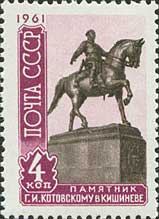 1961
ПОЧТА СССР
4
КОП
ПАМЯТНИК
Г.И.КОТОВСКОМУ В КИШИНЕВЕ